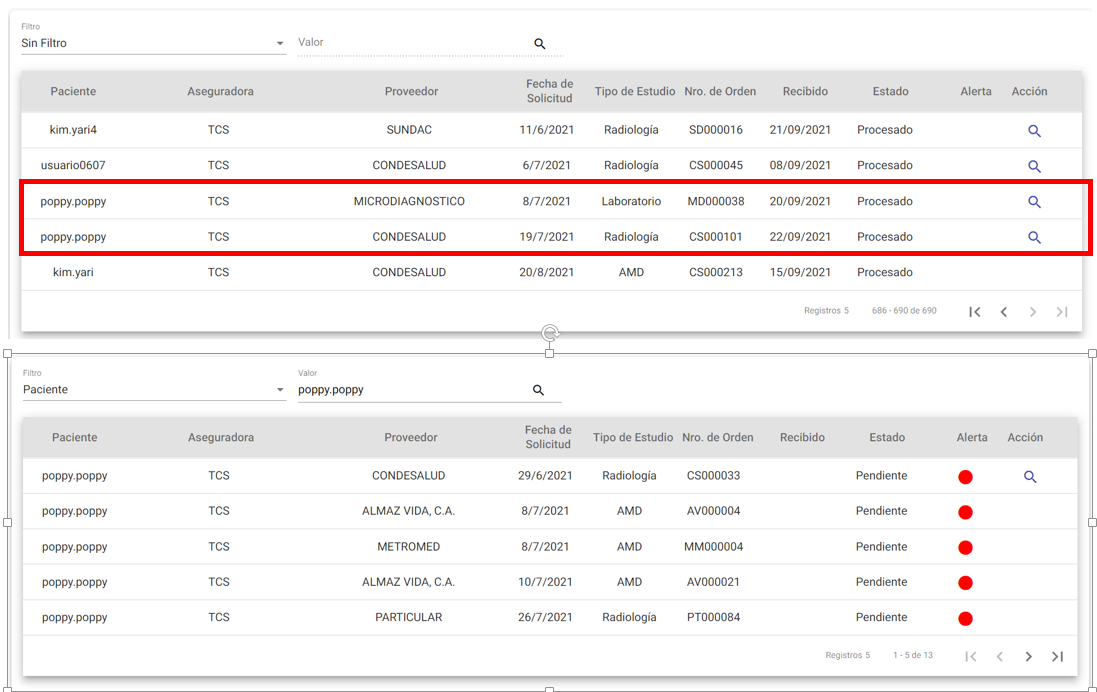 Filtro
Sin Filtro Valor
Paciente Aseguradora Proveedor Fecha de Solicitud Tipo de Estudio Nro. de Orden Recibido Estado Alerta Acción
kim.yari4 TCS SUNDAC 11/6/2021 Radiología SD000016 21/09/2021 Procesado
usuario0607 TCS CONDESALUD 6/7/2021 Radiología CS000045 08/09/2021 Procesado
poppy.poppy TCS MICRODIAGNOSTICO 8/7/2021 Laboratorio MD000038 20/09/2021 Procesado
poppy.poppy TCS CONDESALUD 19/7/2021 Radiología CS000101 22/09/2021 Procesado
kim.yari TCS CONDESALUD 20/8/2021 AMD CS000213 15/09/2021 Procesado
Registros 5 686 - 690 de 690
Filtro Valor
Paciente poppy.poppy
Paciente Aseguradora Proveedor Fecha de Solicitud Tipo de Estudio Nro. de Orden Recibido Estado Alerta Acción
poppy.poppy TCS CONDESALUD 29/6/2021 Radiología CS000033 Pendiente
poppy.poppy TCS ALMAZ VIDA, C.A. 8/7/2021 AMD AV000004 Pendiente
poppy.poppy TCS METROMED 8/7/2021 AMD MM000004 Pendiente
poppy.poppy TCS ALMAZ VIDA, C.A. 10/7/2021 AMD AV000021 Pendiente
poppy.poppy TCS PARTICULAR 26/7/2021 Radiología PT000084 Pendiente
Registros 5 1 - 5 de 13